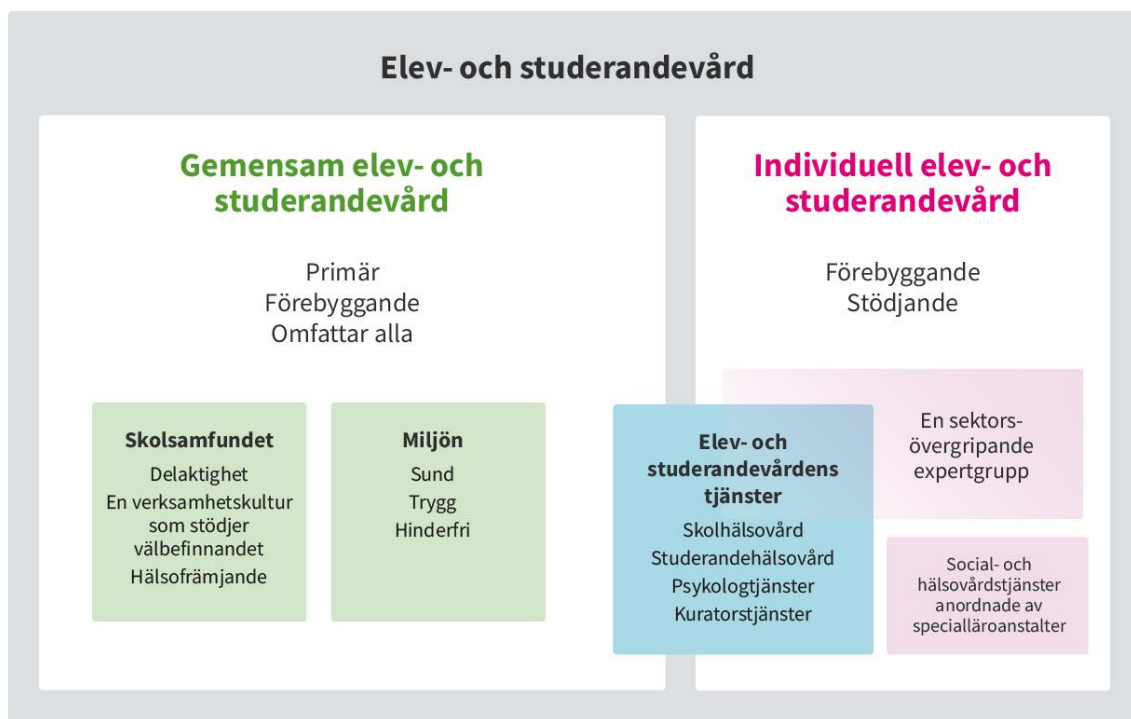 Elev- och studerandevård
Gemensam elev- och
studerandevård
Primär
Förebyggande
Omfattar alla
Skolsamfundet
Delaktighet
En verksamhetskultur
som stödjer
välbefinnandet
Hälsofrämjande
Miljön
Sund
Trygg
Hinderfri
Individuell elev- och
studerandevård
Förebyggande
Stödjande
Elev- och
studerandevårdens
tjänster
Skolhälsovård
Studerandehälsovård
Psykologtjänster
Kuratorstjänster
En sektors-
övergripande
expertgrupp
Social- och
hälsovårdstjänster
anordnade av
specialläroanstalter